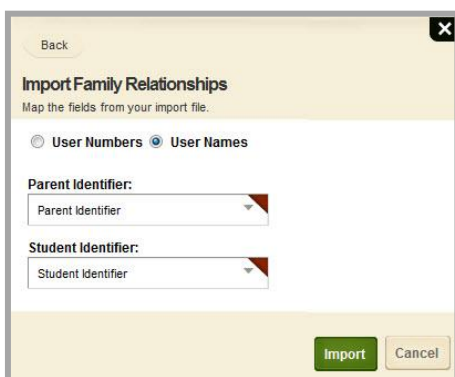 Back
Import Family Relationships
Map the fields from your import file.
User Numbers User Names
Parent Identifier:
Parent Identifier
Student Identifier:
Student Identifier
Import Cancel